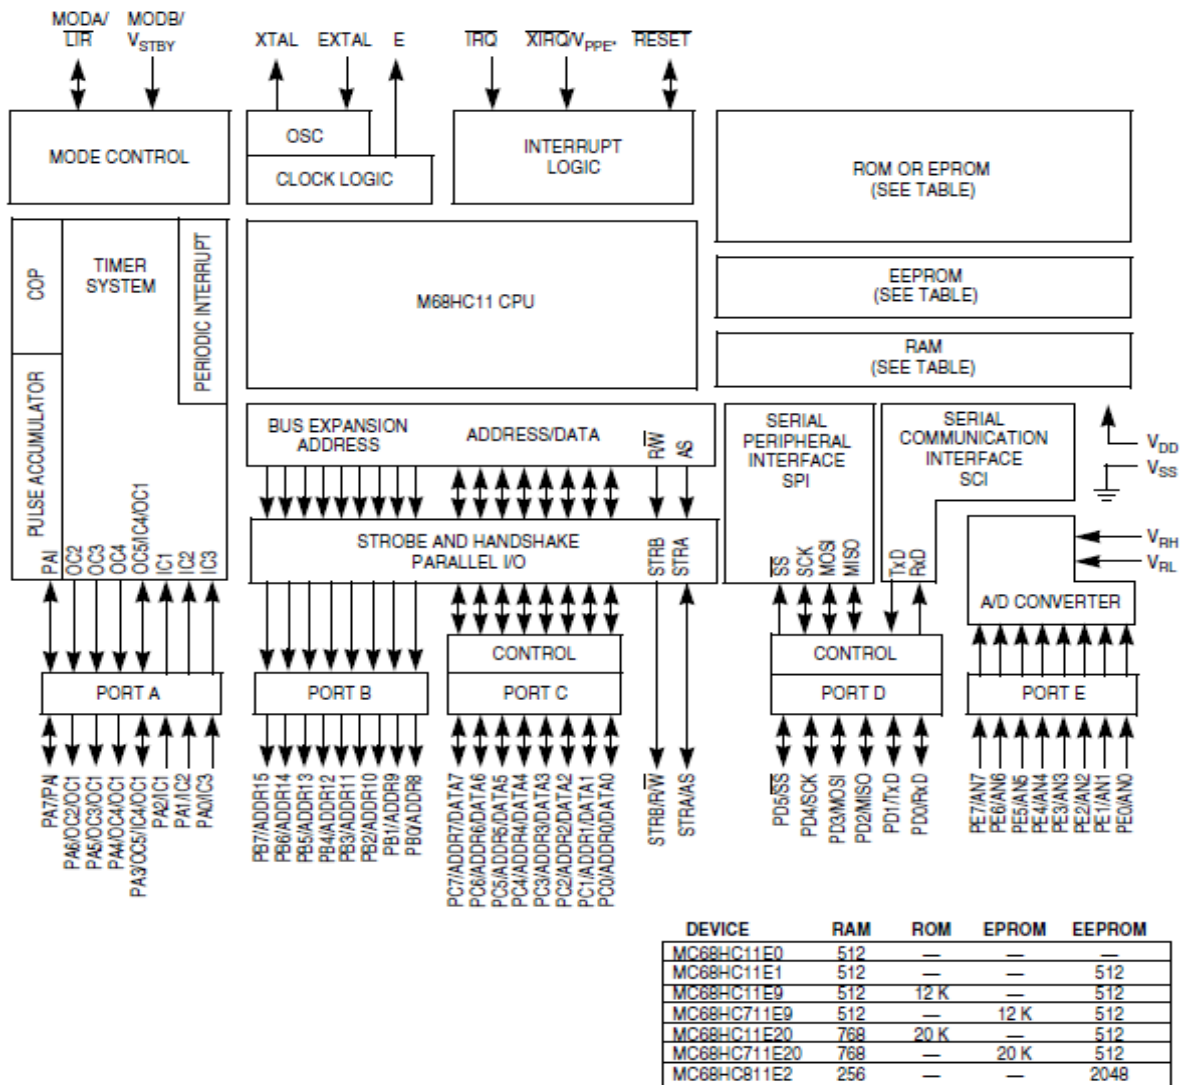 MODA/ MODB/
LIR VSTBY XTAL EXTAL E IRQ XIRQ/VPPE* RESET
MODE CONTROL
OSC
CLOCK LOGIC
INTERRUPT
LOGIC
ROM OR EPROM
(SEE TABLE)
COP
TIMER
SYSTEM
PERIODIC INTERRUPT
PULSE ACCUMULATOR
M68HC11 CPU
EEPROM
(SEE TABLE)
RAM
(SEE TABLE)
BUS EXPANSION
ADDRESS
ADDRESS/DATA
R/W
AS
SERIAL
PERIPHERAL
INTERFACE
SPI
SERIAL
COMMUNICATION
INTERFACE
SCI
VDD
VSS
PAI
OC2
OC3
OC4
OC5/IC4/OC1
IC1
IC2
IC3
STROBE AND HANDSHAKE
PARALLEL I/O
STRB
STRA
SS
SCK
MOSI
MISO
TxD
RxD
VRH
VRL
A/D CONVERTER
CONTROL
CONTROL
PORT A
PORT B
PORT C
PORT D
PORT E
PA7/PAI
PA6/OC2/OC1
PA5/OC3/OC1
PA4/OC4/OC1
PA3/OC5/IC4/OC1
PA2/IC1
PA1/IC2
PA0/IC3
PB7/ADDR15
PB6/ADDR14
PB5/ADDR13
PB4/ADDR12
PB3/ADDR11
PB2/ADDR10
PB1/ADDR9
PB0/ADDR8
PC7/ADDR7/DATA7
PC6/ADDR6/DATA6
PC5/ADDR5/DATA5
PC4/ADDR4/DATA4
PC3/ADDR3/DATA3
PC2/ADDR2/DATA2
PC1/ADDR1/DATA1
PC0/ADDR0/DATA0
STRB/R/W
STRA/AS
PD5/SS
PD4/SCK
PD3/MOSI
PD2/MISO
PD1/TxD
PD0/RxD
PE7/AN7
PE6/AN6
PE5/AN5
PE4/AN4
PE3/AN3
PE2/AN2
PE1/AN1
PE0/AN0
DEVICE RAM ROM EPROM EEPROM
MC68HC11E0 512 — — —
MC68HC11E1 512 — — 512
MC68HC11E9 512 12 K — 512
MC68HC711E9 512 — 12 K 512
MC68HC11E20 768 20 K — 512
MC68HC711E20 768 — 20 K 512
MC68HC811E2 256 — — 2048